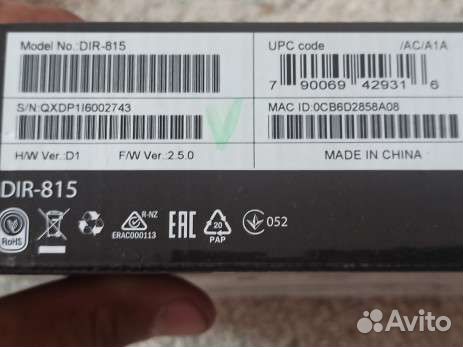 Model No.:DIR-815
UPC code /AC/A1A
7 90069 42931 6
S/N:QXDP1I6002743
MAC ID:0CB6D2858A08
H/W Ver.:D1 F/W Ver.:2.5.0
MADE IN CHINA
DIR-815
RoHS
R-NZ
ERAC000113
EAC
20
PAP
052
Avito